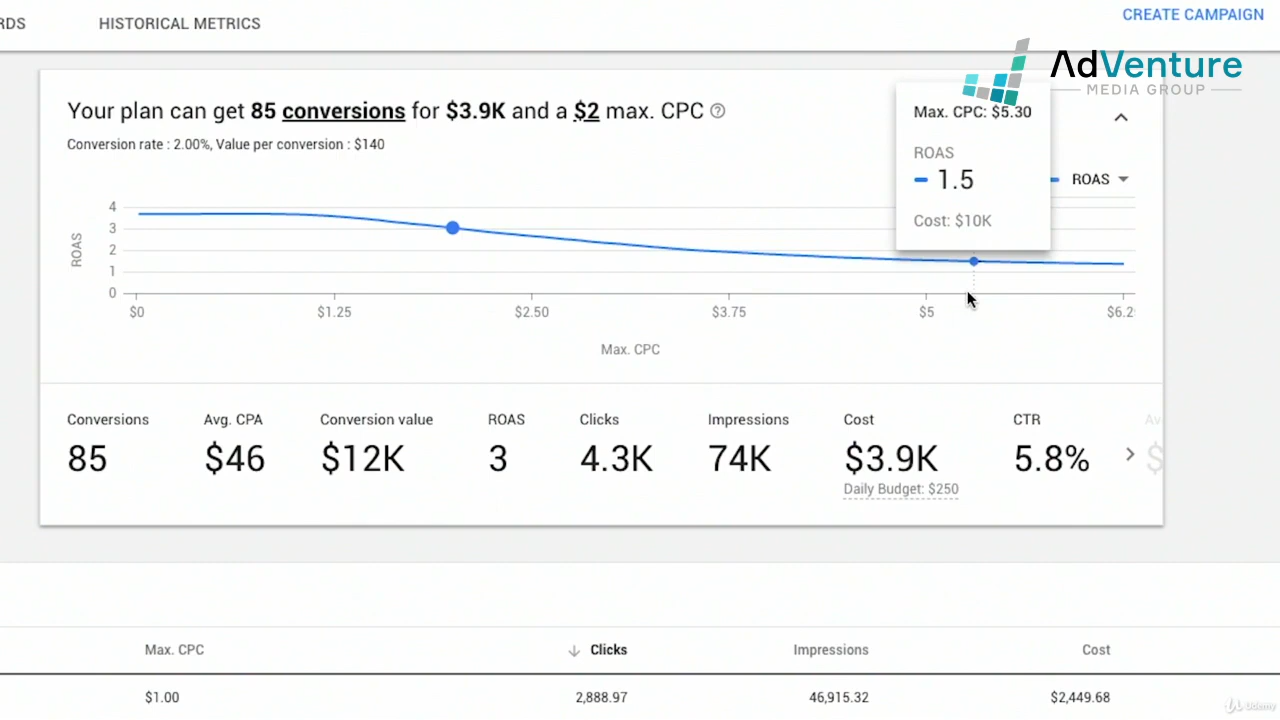 RDS HISTORICAL METRICS CREATE CAMPAIGN
AdVenture
MEDIA GROUP
Your plan can get 85 conversions for $3.9K and a $2 max. CPC
Conversion rate : 2.00%, Value per conversion : $140
Max. CPC: $5.30
ROAS
1.5
Cost: $10K
ROAS
4
3
2
1
0
ROAS
$0 $1.25 $2.50 $3.75 $5 $6.2
Max. CPC
Conversions Avg. CPA Conversion value ROAS Clicks Impressions Cost CTR Av
85 $46 $12K 3 4.3K 74K $3.9K 5.8% $
Daily Budget: $250
Max. CPC Clicks Impressions Cost
$1.00 2,888.97 46,915.32 $2,449.68
Udemy